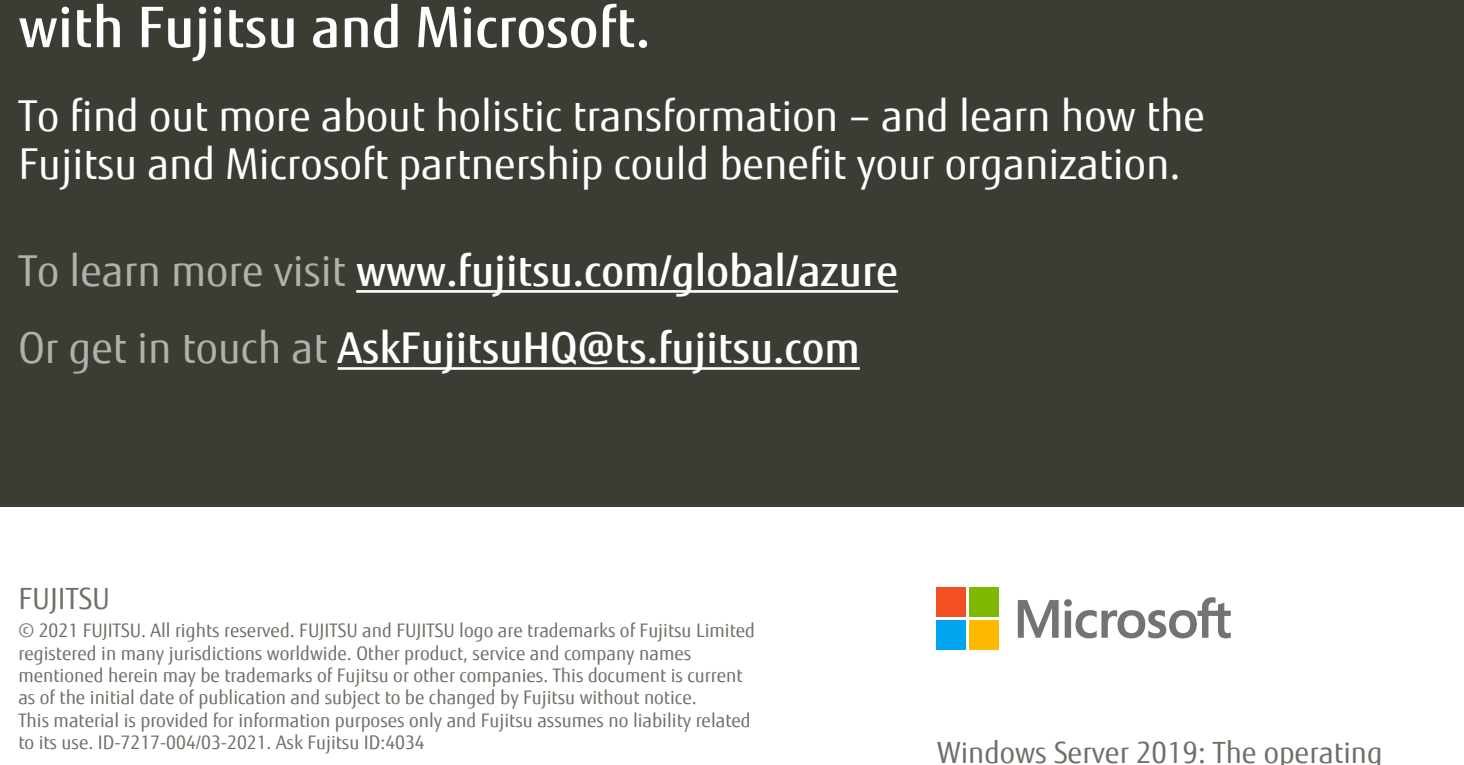 with Fujitsu and Microsoft.
To find out more about holistic transformation – and learn how the
Fujitsu and Microsoft partnership could benefit your organization.
To learn more visit www.fujitsu.com/global/azure
Or get in touch at AskFujitsuHQ@ts.fujitsu.com
FUJITSU
© 2021 FUJITSU. All rights reserved. FUJITSU and FUJITSU logo are trademarks of Fujitsu Limited
registered in many jurisdictions worldwide. Other product, service and company names
mentioned herein may be trademarks of Fujitsu or other companies. This document is current
as of the initial date of publication and subject to be changed by Fujitsu without notice.
This material is provided for information purposes only and Fujitsu assumes no liability related
to its use. ID-7217-004/03-2021. Ask Fujitsu ID:4034
Microsoft
Windows Server 2019: The operating